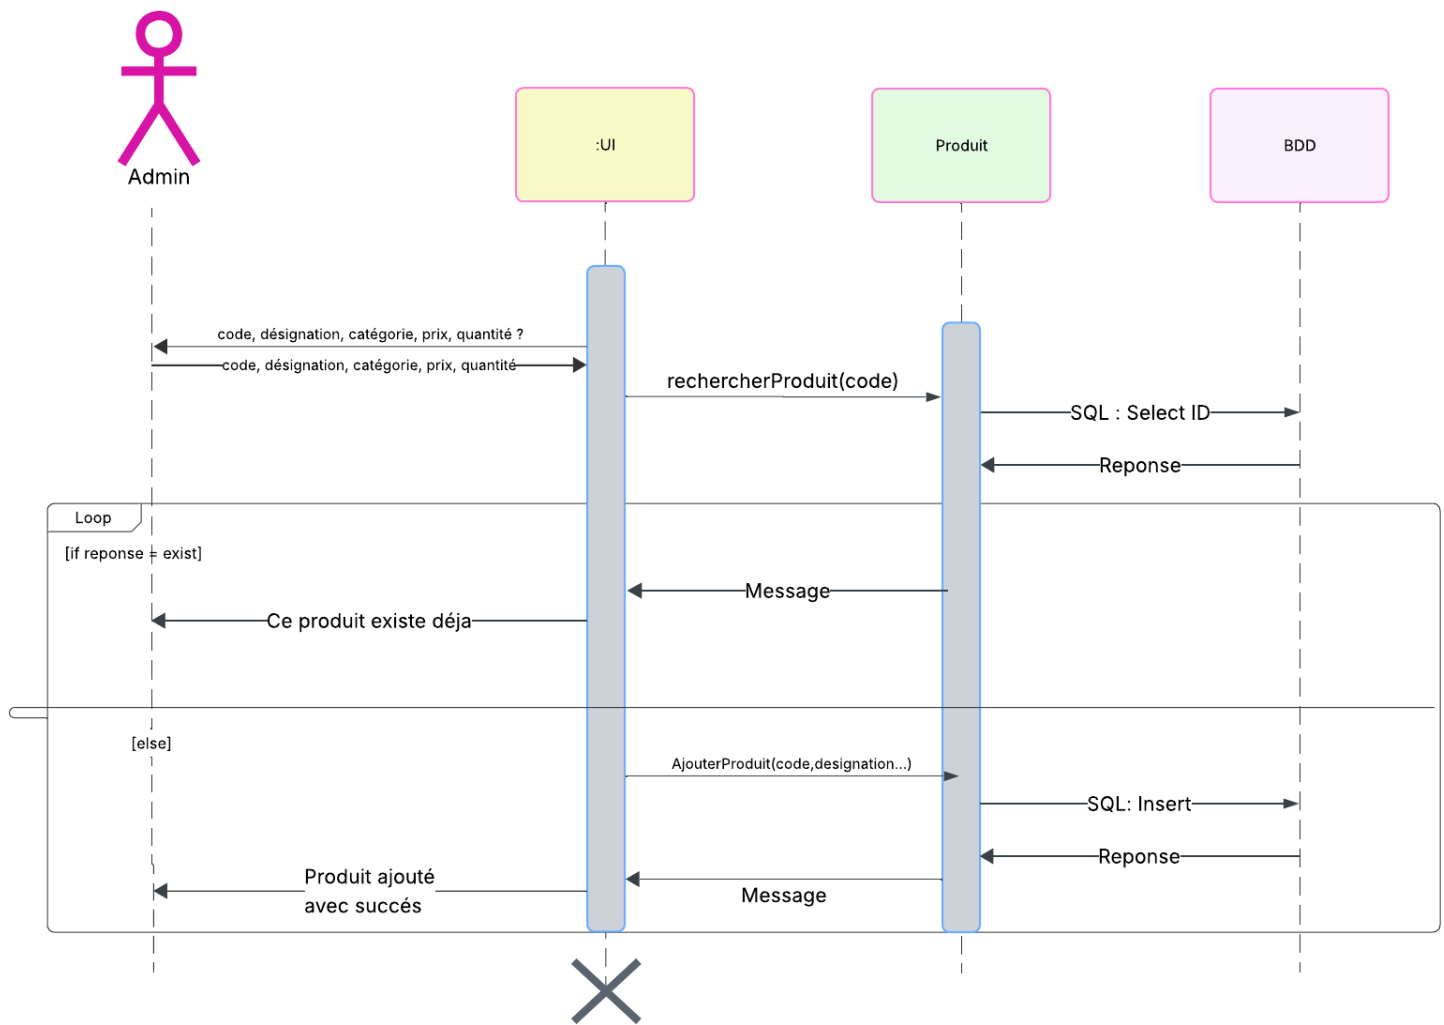 Admin
:UI
Produit
BDD
code, désignation, catégorie, prix, quantité ?
code, désignation, catégorie, prix, quantité
rechercherProduit(code)
SQL : Select ID
Reponse
Loop
[if reponse = exist]
Message
Ce produit existe déja
[else]
AjouterProduit(code,designation...)
SQL: Insert
Reponse
Produit ajouté
avec succés
Message